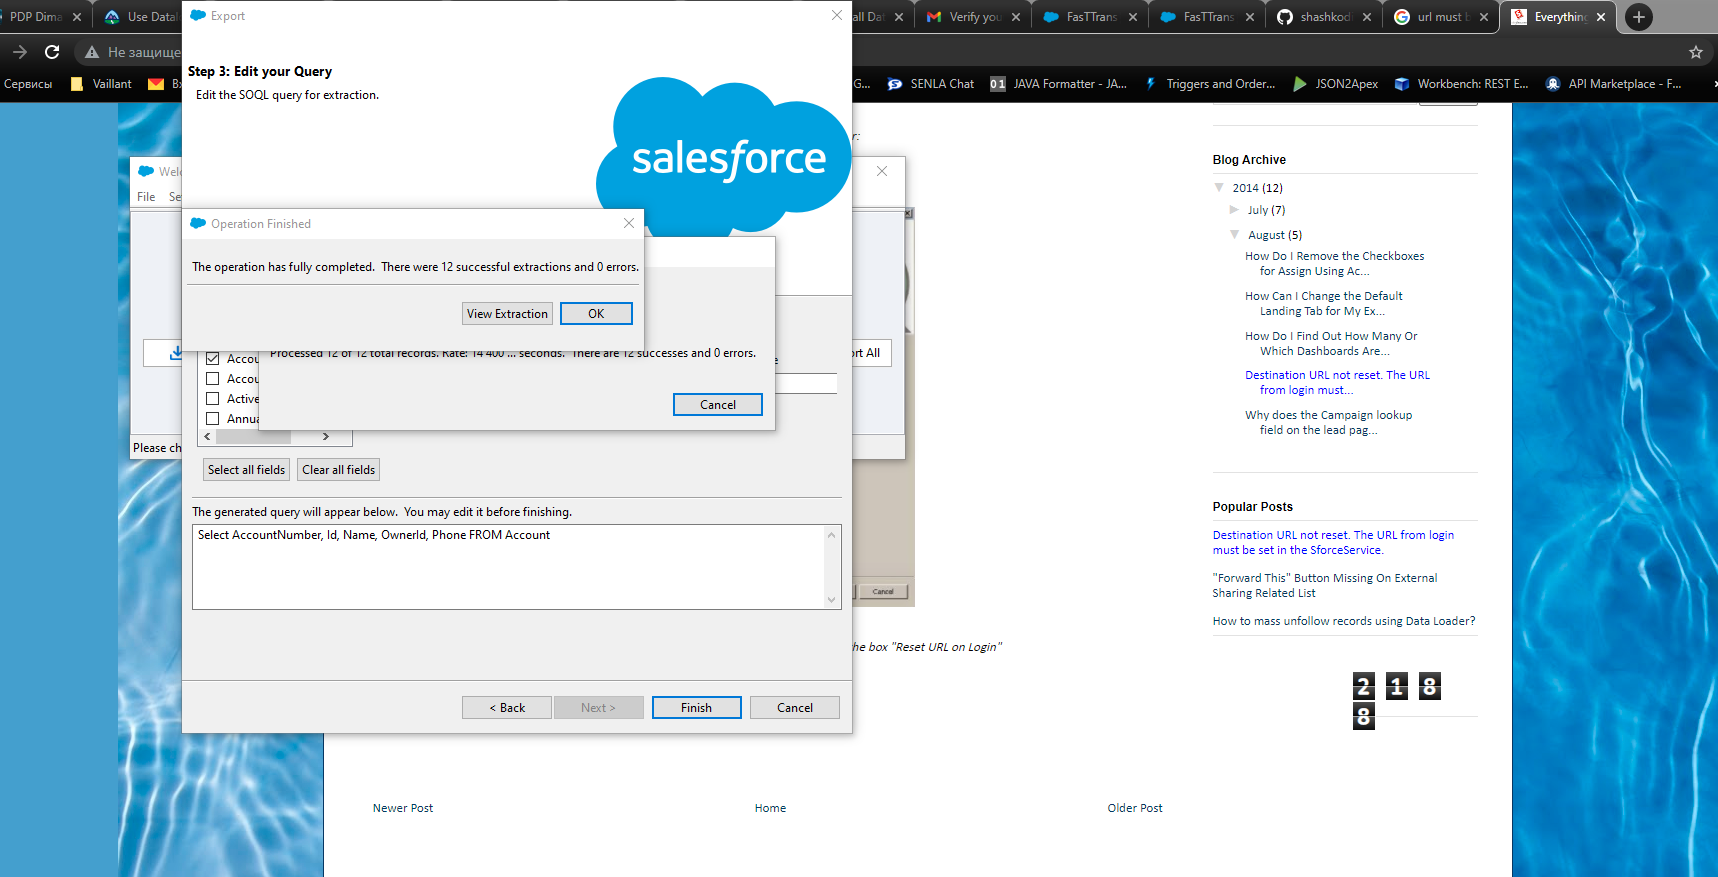 PDP Dima
Use Datal
all Dat
Verify you
FasTTrans
FasTTrans
shashkodi
url must b
Everything
Не защище
Сервисы
Vaillant
Вх
G...
SENLA Chat
JAVA Formatter - JA...
Triggers and Order...
JSON2Apex
Workbench: REST E...
API Marketplace - F...
Export
Step 3: Edit your Query
Edit the SOQL query for extraction.
salesforce
Welc
File Se
Operation Finished
The operation has fully completed. There were 12 successful extractions and 0 errors.
View Extraction
OK
Processed 12 of 12 total records. Rate: 14 400 ... seconds. There are 12 successes and 0 errors.
Cancel
rt All
Accou
Accou
Active
Annua
Please ch
Select all fields
Clear all fields
The generated query will appear below. You may edit it before finishing.
Select AccountNumber, Id, Name, OwnerId, Phone FROM Account
< Back
Next >
Finish
Cancel
r:
Cancel
he box "Reset URL on Login"
Newer Post
Home
Older Post
Blog Archive
2014 (12)
July (7)
August (5)
How Do I Remove the Checkboxes
for Assign Using Ac...
How Can I Change the Default
Landing Tab for My Ex...
How Do I Find Out How Many Or
Which Dashboards Are...
Destination URL not reset. The URL
from login must...
Why does the Campaign lookup
field on the lead pag...
Popular Posts
Destination URL not reset. The URL from login
must be set in the SforceService.
"Forward This" Button Missing On External
Sharing Related List
How to mass unfollow records using Data Loader?
2 1 8
8